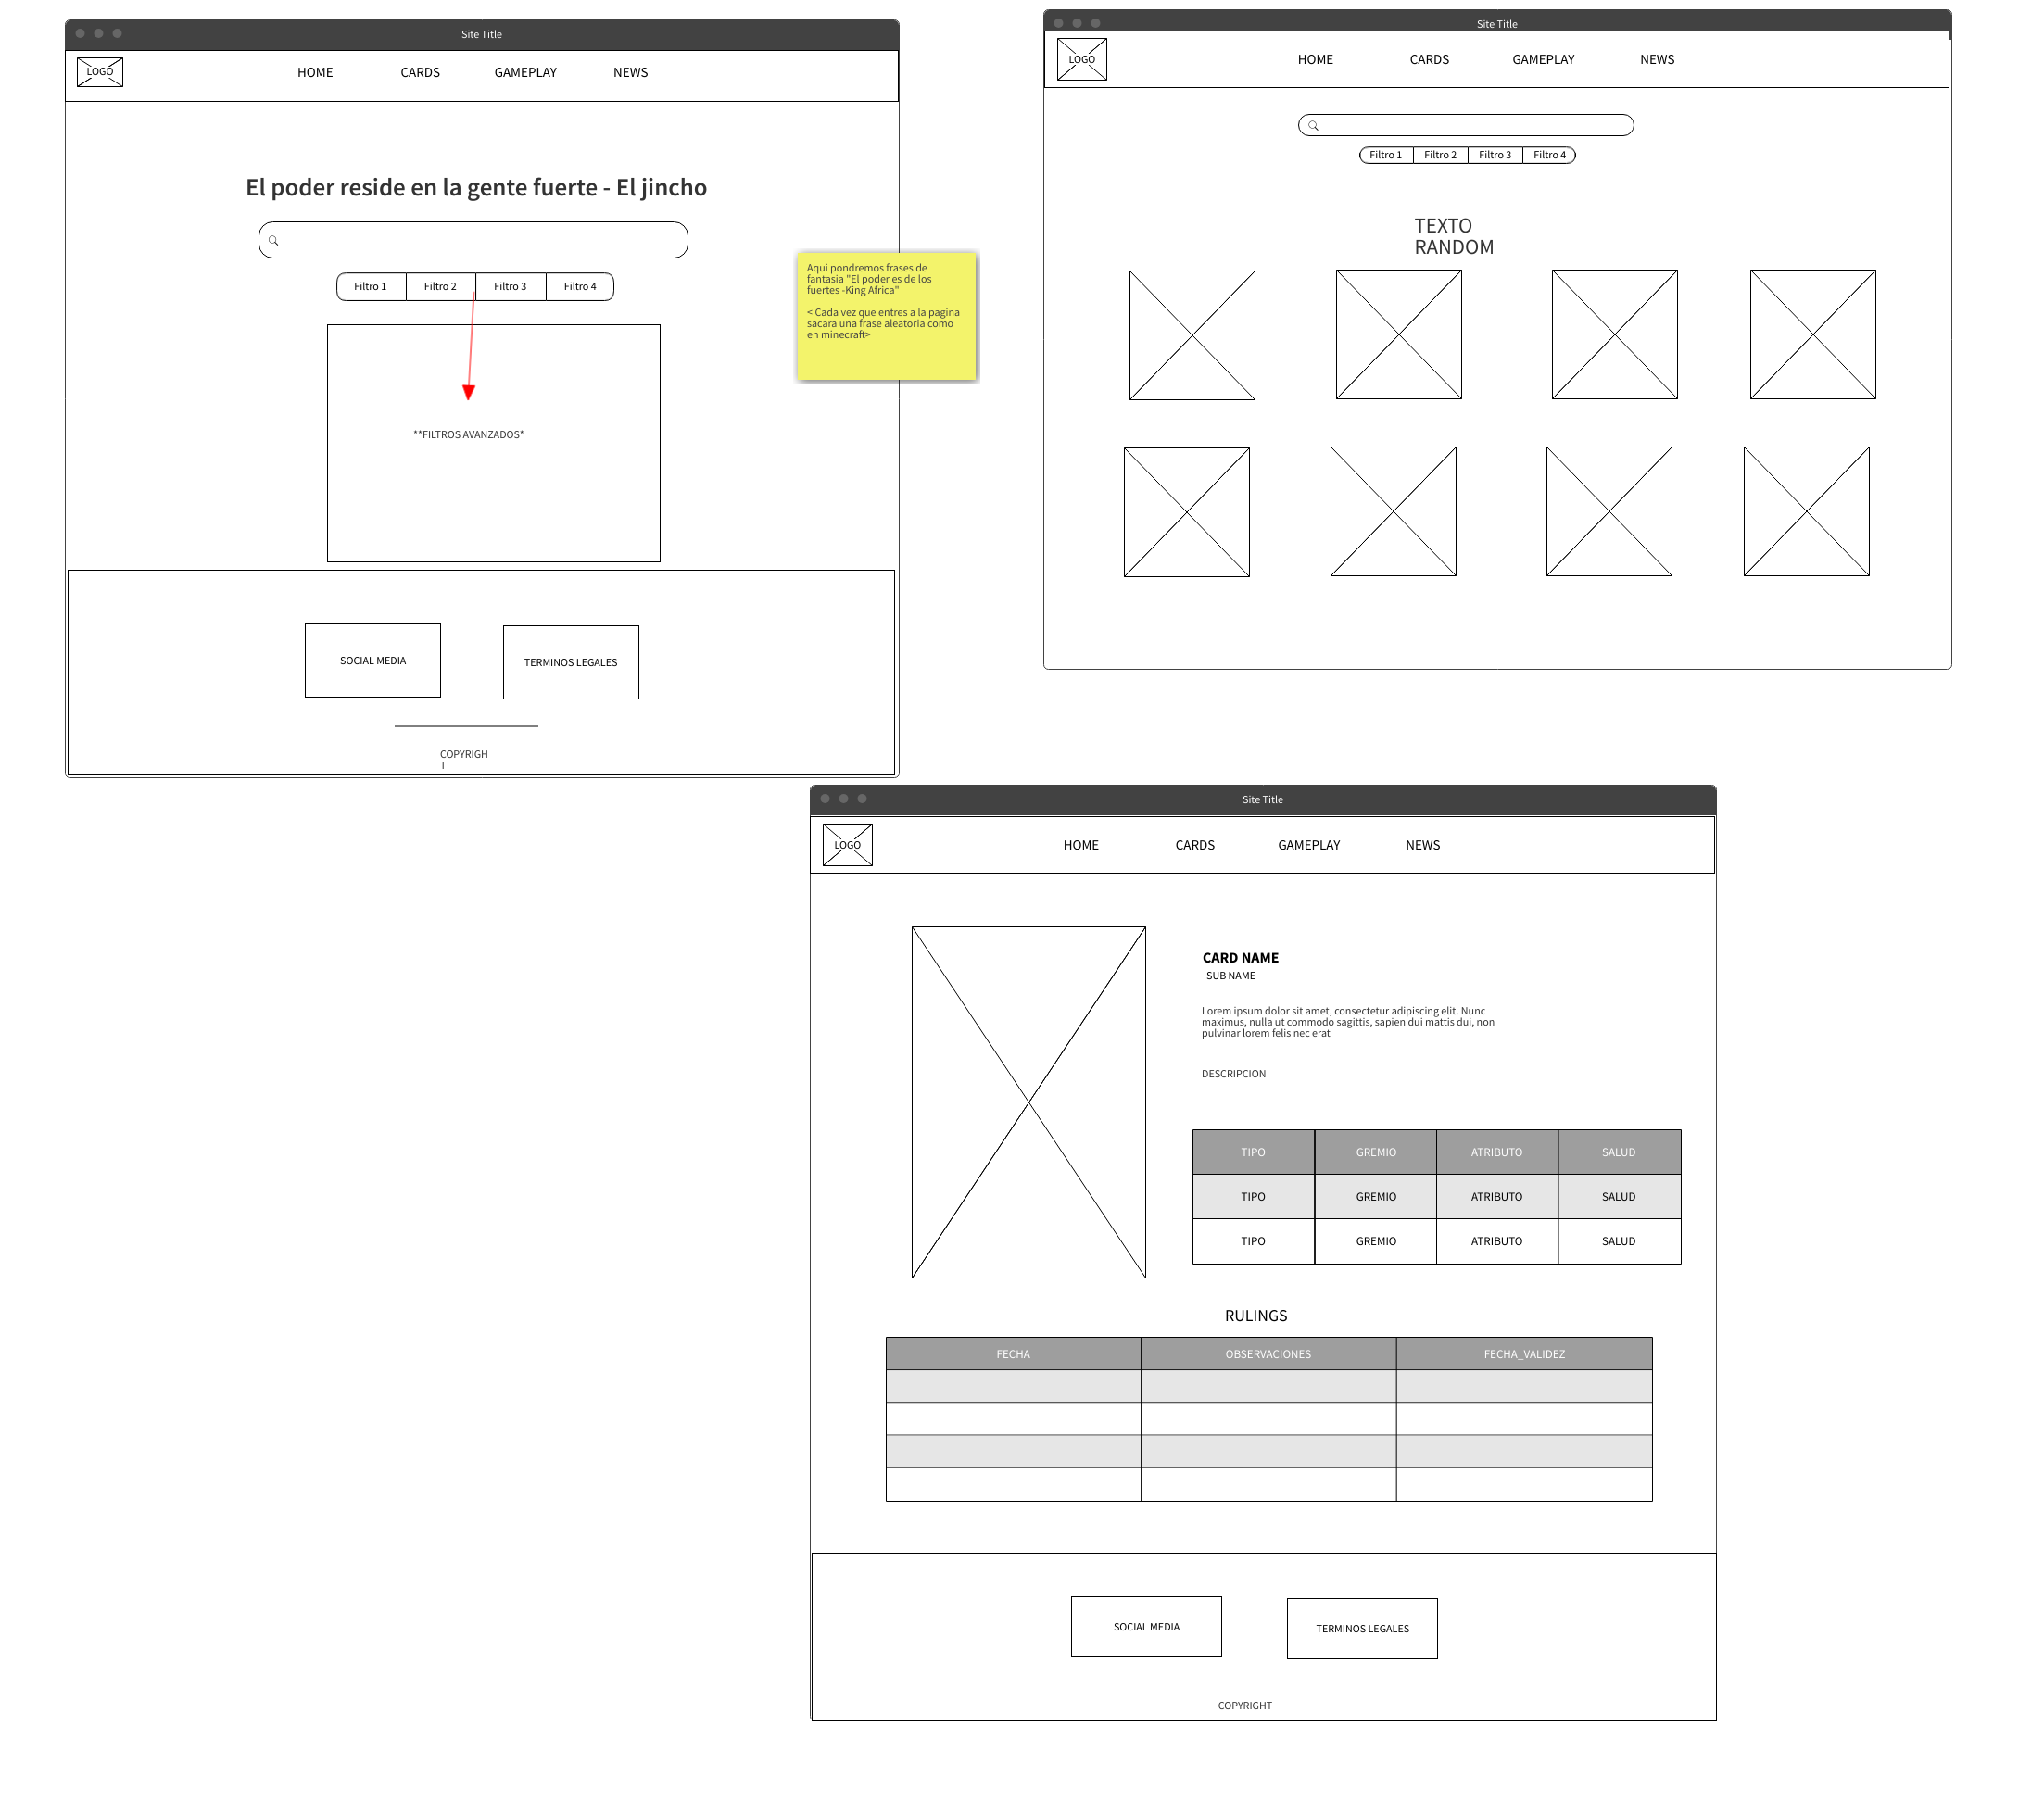 Site Title
LOGO
HOME
CARDS
GAMEPLAY
NEWS
El poder reside en la gente fuerte - El jincho
Filtro 1
Filtro 2
Filtro 3
Filtro 4
**FILTROS AVANZADOS*
SOCIAL MEDIA
TERMINOS LEGALES
COPYRIGH
T
Aqui pondremos frases de
fantasia "El poder es de los
fuertes -King Africa"
< Cada vez que entres a la pagina
sacara una frase aleatoria como
en minecraft>
Site Title
LOGO
HOME
CARDS
GAMEPLAY
NEWS
Filtro 1
Filtro 2
Filtro 3
Filtro 4
TEXTO
RANDOM
Site Title
LOGO
HOME
CARDS
GAMEPLAY
NEWS
CARD NAME
SUB NAME
Lorem ipsum dolor sit amet, consectetur adipiscing elit. Nunc
maximus, nulla ut commodo sagittis, sapien dui mattis dui, non
pulvinar lorem felis nec erat
DESCRIPCION
TIPO GREMIO ATRIBUTO SALUD
TIPO GREMIO ATRIBUTO SALUD
TIPO GREMIO ATRIBUTO SALUD
RULINGS
FECHA OBSERVACIONES FECHA_VALIDEZ
SOCIAL MEDIA
TERMINOS LEGALES
COPYRIGHT